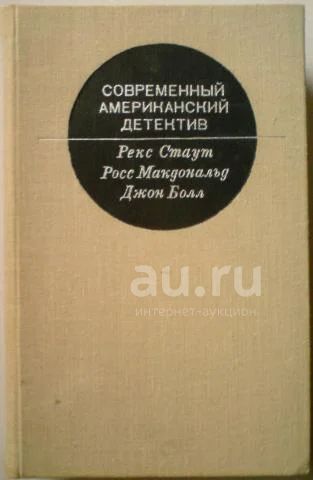 СОВРЕМЕННЫЙ
АМЕРИКАНСКИЙ
ДЕТЕКТИВ
Рекс Стаут
Росс Макдональд
Джон Болл
au.ru
интернет-аукцион